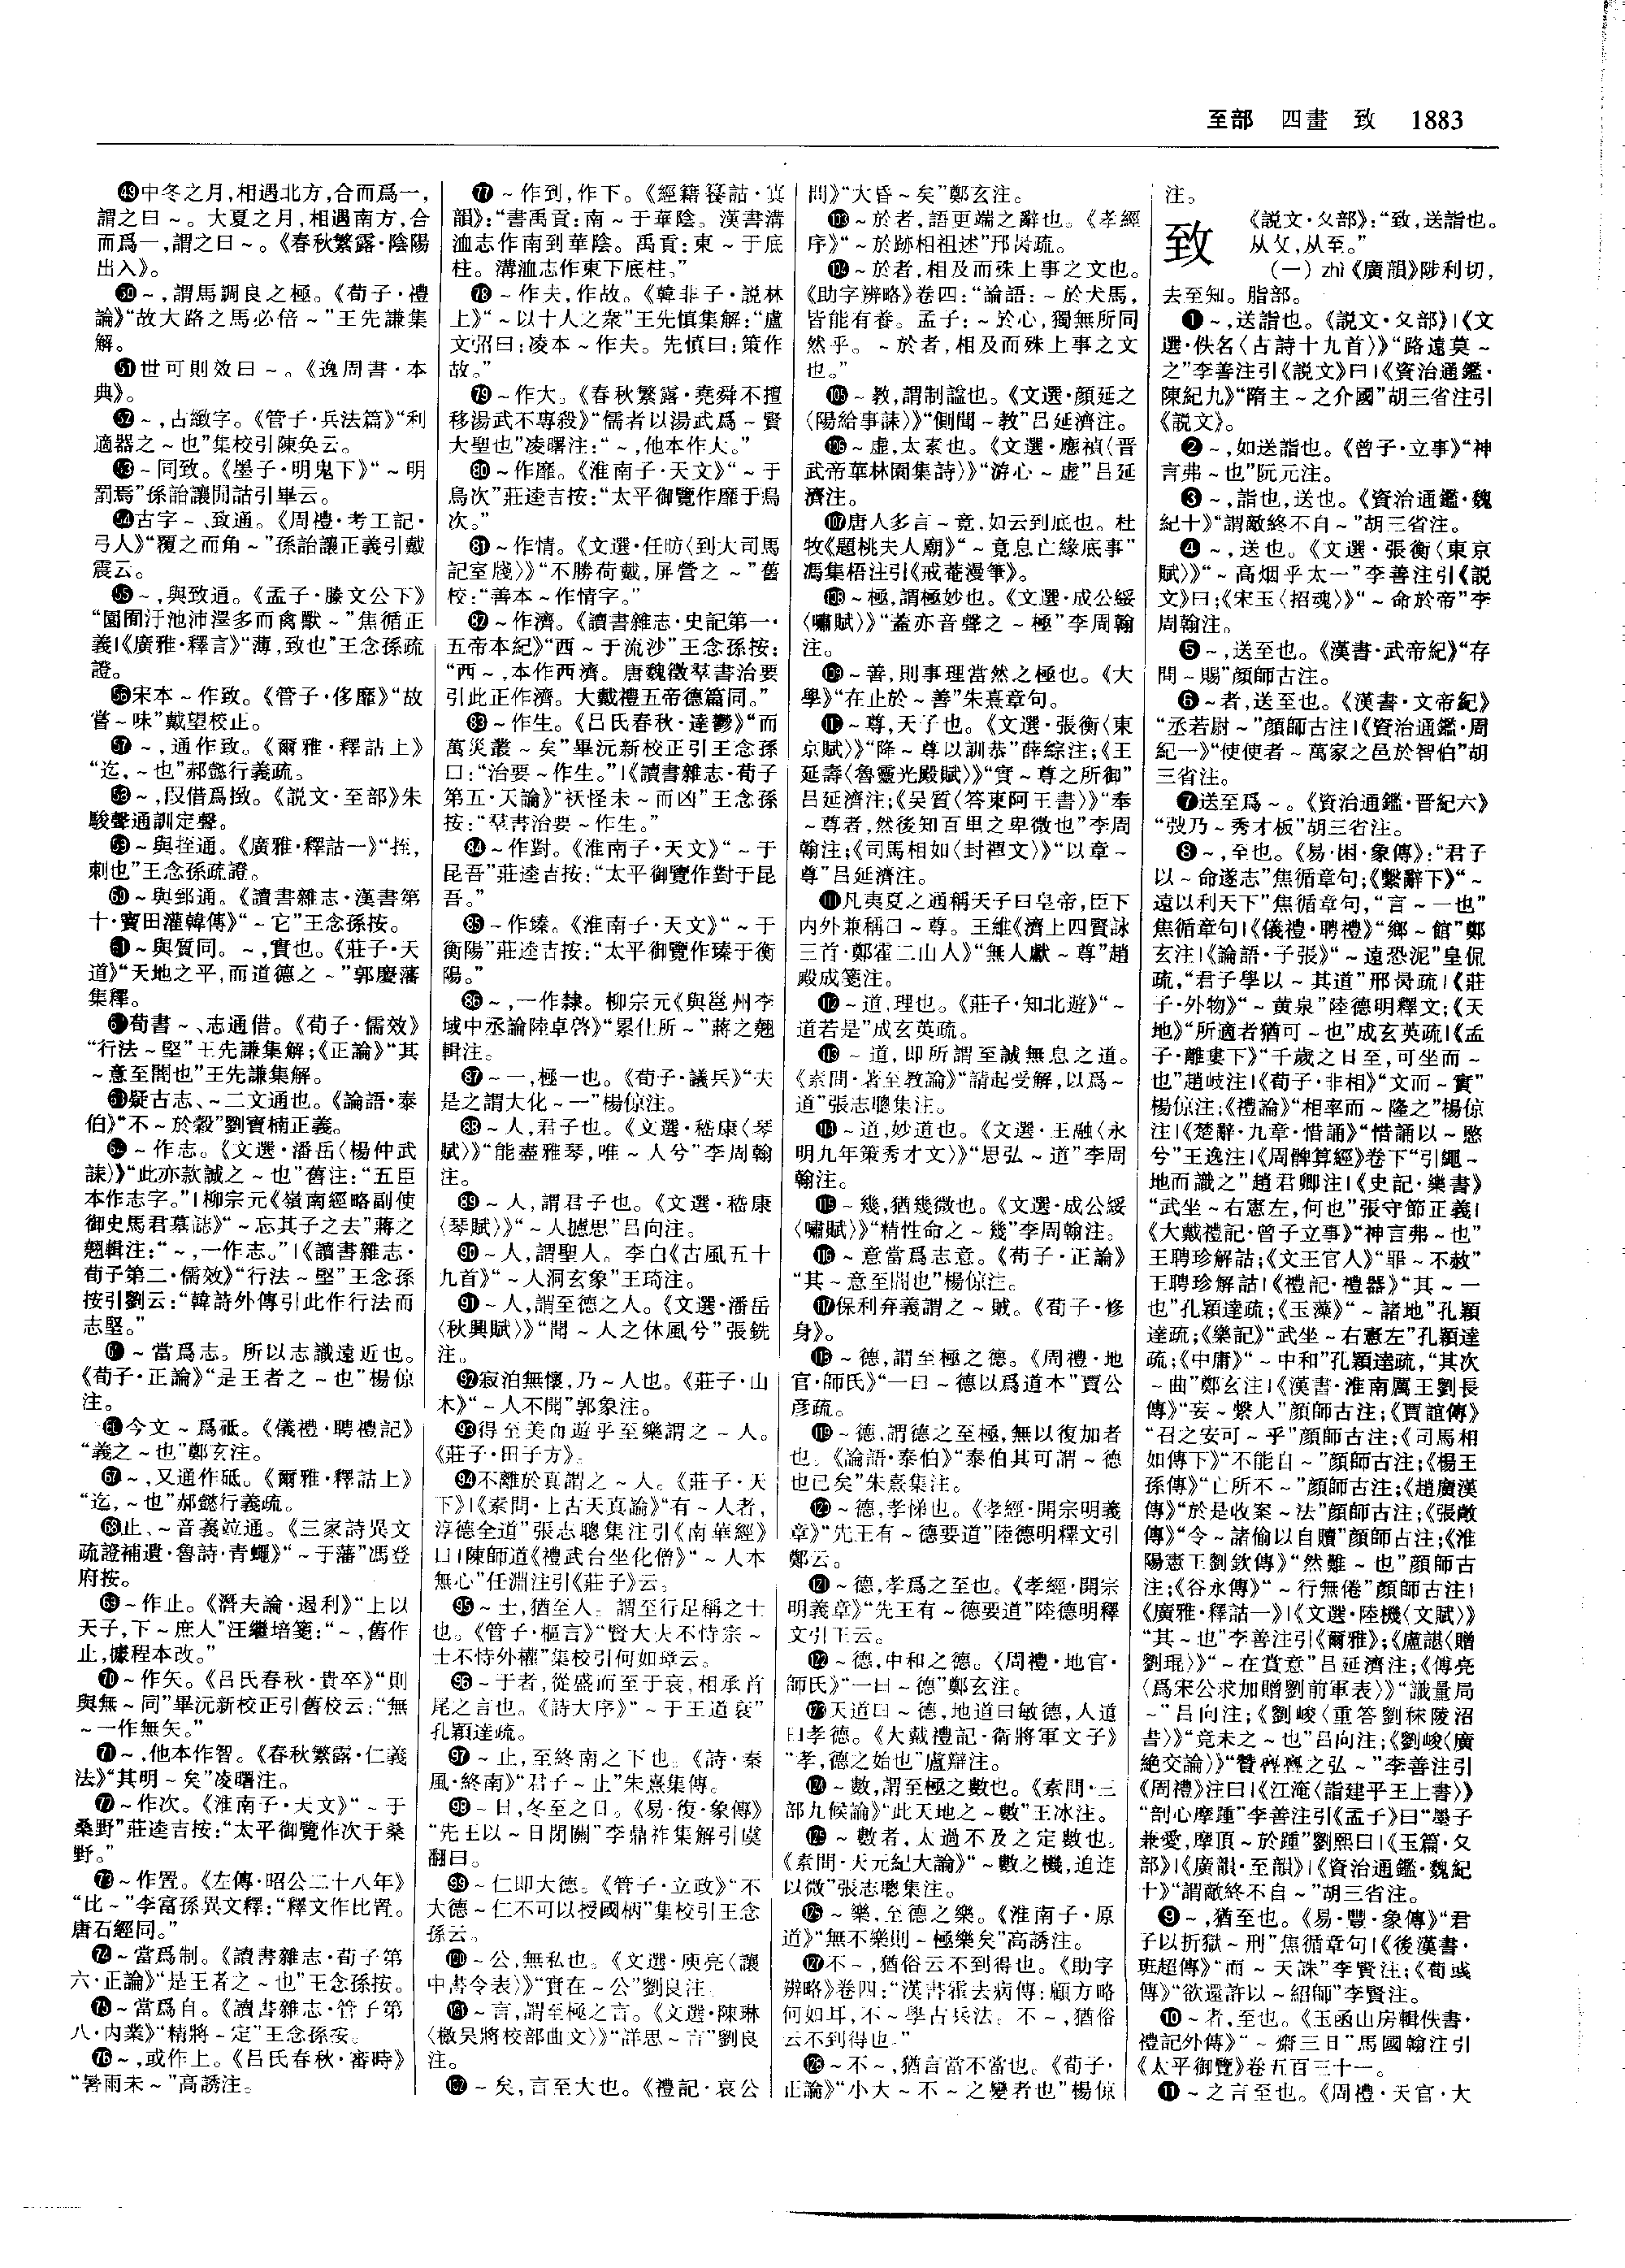 至部 四畫 致 1883
㊾中冬之月,相遇北方,合而爲一,
謂之曰～。大夏之月,相遇南方,合
而爲一,謂之曰～。《春秋繁露·陰陽
出入》。
㊿～,謂馬調良之極。《荀子·禮
論》“故大路之馬必倍～”王先謙集
解。
51世可則效曰～。《逸周書·本
典》。
52～,古緻字。《管子·兵法篇》“利
適器之～也”集校引陳奂云。
53～同致。《墨子·明鬼下》“～明
罰焉”孫詒讓閒詁引畢云。
54古字～、致通。《周禮·考工記·
弓人》“覆之而角～”孫詒讓正義引戴
震云。
55～,與致通。《孟子·滕文公下》
“園囿汙池沛澤多而禽獸～”焦循正
義|《廣雅·釋言》“薄,致也”王念孫疏
證。
56宋本～作致。《管子·侈靡》“故
嘗～味”戴望校正。
57～,通作致。《爾雅·釋詁上》
“迄,～也”郝懿行義疏。
58～,叚借爲緻。《説文·至部》朱
駿聲通訓定聲。
59～與挃通。《廣雅·釋詁一》“挃,
刺也”王念孫疏證。
60～與郅通。《讀書雜志·漢書第
十·竇田灌韓傳》“～它”王念孫按。
61～與質同。～,實也。《莊子·天
道》“天地之平,而道德之～”郭慶藩
集釋。
62荀書～、志通借。《荀子·儒效》
“行法～堅”王先謙集解;《正論》“其
～意至闇也”王先謙集解。
63疑古志、～二文通也。《論語·泰
伯》“不～於穀”劉寶楠正義。
64～作志。《文選·潘岳〈楊仲武
誄〉》“此亦款誠之～也”舊注:“五臣
本作志字。”|柳宗元《嶺南經略副使
御史馬君墓誌》“～忘其子之去”蔣之
翹輯注:“～,一作志。”|《讀書雜志·
荀子第二·儒效》“行法～堅”王念孫
按引劉云:“韓詩外傳引此作行法而
志堅。”
65～當爲志。所以志識遠近也。
《荀子·正論》“是王者之～也”楊倞
注。
66今文～爲砥。《儀禮·聘禮記》
“義之～也”鄭玄注。
67～,又通作砥。《爾雅·釋詁上》
“迄,～也”郝懿行義疏。
68止、～音義竝通。《三家詩異文
疏證補遺·魯詩·青蠅》“～于藩”馮登
府按。
69～作止。《潛夫論·遏利》“上以
天子,下～庶人”汪繼培箋:“～,舊作
止,據程本改。”
70～作矢。《吕氏春秋·貴卒》“則
與無～同”畢沅新校正引舊校云:“無
～一作無矢。”
71～,他本作智。《春秋繁露·仁義
法》“其明～矣”凌曙注。
72～作次。《淮南子·天文》“～于
桑野”莊逵吉按:“太平御覽作次于桑
野。”
73～作置。《左傳·昭公二十八年》
“比～”李富孫異文釋:“釋文作比置。
唐石經同。”
74～當爲制。《讀書雜志·荀子第
六·正論》“是王者之～也”王念孫按。
75～當爲自。《讀書雜志·管子第
八·内業》“精將～定”王念孫按。
76～,或作上。《吕氏春秋·審時》
“暑雨未～”高誘注。
77～作到,作下。《經籍籑詁·寘
韻》:“書禹貢:南～于華陰。漢書溝
洫志作南到華陰。禹貢:東～于底
柱。溝洫志作東下底柱。”
78～作夫,作故。《韓非子·説林
上》“～以十人之衆”王先慎集解:“盧
文弨曰:凌本～作夫。先慎曰:策作
故。”
79～作大。《春秋繁露·堯舜不擅
移湯武不專殺》“儒者以湯武爲～賢
大聖也”凌曙注:“～,他本作人。”
80～作靡。《淮南子·天文》“～于
鳥次”莊逵吉按:“太平御覽作靡于鳥
次。”
81～作情。《文選·任昉〈到大司馬
記室牋〉》“不勝荷戴,屏營之～”舊
校:“善本～作情字。”
82～作濟。《讀書雜志·史記第一·
五帝本紀》“西～于流沙”王念孫按:
“西～,本作西濟。唐魏徵羣書治要
引此正作濟。大戴禮五帝德篇同。”
83～作生。《吕氏春秋·達鬱》“而
萬災叢～矣”畢沅新校正引王念孫
曰:“治要～作生。”|《讀書雜志·荀子
第五·天論》“祅怪未～而凶”王念孫
按:“羣書治要～作生。”
84～作對。《淮南子·天文》“～于
昆吾”莊逵吉按:“太平御覽作對于昆
吾。”
85～作臻。《淮南子·天文》“～于
衡陽”莊逵吉按:“太平御覽作臻于衡
陽。”
86～,一作隸。柳宗元《與邕州李
域中丞論陸卓啓》“累仕所～”蔣之翹
輯注。
87～一,極一也。《荀子·議兵》“夫
是之謂大化～一”楊倞注。
88～人,君子也。《文選·嵇康〈琴
賦〉》“能盡雅琴,唯～人兮”李周翰
注。
89～人,謂君子也。《文選·嵇康
〈琴賦〉》“～人攄思”吕向注。
90～人,謂聖人。李白《古風五十
九首》“～人洞玄象”王琦注。
91～人,謂至德之人。《文選·潘岳
〈秋興賦〉》“聞～人之休風兮”張銑
注。
92寂泊無懷,乃～人也。《莊子·山
木》“～人不聞”郭象注。
93得至美而遊乎至樂謂之～人。
《莊子·田子方》。
94不離於真謂之～人。《莊子·天
下》|《素問·上古天真論》“有～人者,
淳德全道”張志聰集注引《南華經》
曰|陳師道《禮武台坐化僧》“～人本
無心”任淵注引《莊子》云。
95～士,猶至人。謂至行足稱之士
也。《管子·樞言》“賢大夫不恃宗～
士不恃外權”集校引何如璋云。
96～于者,從盛而至于衰,相承首
尾之言也。《詩大序》“～于王道衰”
孔穎達疏。
97～止,至終南之下也。《詩·秦
風·終南》“君子～止”朱熹集傳。
98～日,冬至之日。《易·復·象傳》
“先王以～日閉關”李鼎祚集解引虞
翻曰。
99～仁即大德。《管子·立政》“不
大德～仁不可以授國柄”集校引王念
孫云。
100～公,無私也。《文選·庾亮〈讓
中書令表〉》“實在～公”劉良注。
101～言,謂至極之言。《文選·陳琳
〈檄吴將校部曲文〉》“詳思～言”劉良
注。
102～矣,言至大也。《禮記·哀公
問》“大昏～矣”鄭玄注。
103～於者,語更端之辭也。《孝經
序》“～於跡相祖述”邢昺疏。
104～於者,相及而殊上事之文也。
《助字辨略》卷四:“論語:～於犬馬,
皆能有養。孟子:～於心,獨無所同
然乎。～於者,相及而殊上事之文
也。”
105～教,謂制諡也。《文選·顔延之
〈陽給事誄〉》“側聞～教”吕延濟注。
106～虚,太素也。《文選·應禎〈晋
武帝華林園集詩〉》“游心～虚”吕延
濟注。
107唐人多言～竟,如云到底也。杜
牧《題桃夫人廟》“～竟息亡緣底事”
馮集梧注引《戒菴漫筆》。
108～極,謂極妙也。《文選·成公綏
〈嘯賦〉》“蓋亦音聲之～極”李周翰
注。
109～善,則事理當然之極也。《大
學》“在止於～善”朱熹章句。
110～尊,天子也。《文選·張衡〈東
京賦〉》“降～尊以訓恭”薛綜注;《王
延壽〈魯靈光殿賦〉》“實～尊之所御”
吕延濟注;《吴質〈答東阿王書〉》“奉
～尊者,然後知百里之卑微也”李周
翰注;《司馬相如〈封禪文〉》“以章～
尊”吕延濟注。
111凡夷夏之通稱天子曰皇帝,臣下
内外兼稱曰～尊。王維《濟上四賢詠
三首·鄭霍二山人》“無人獻～尊”趙
殿成箋注。
112～道,理也。《莊子·知北遊》“～
道若是”成玄英疏。
113～道,即所謂至誠無息之道。
《素問·著至教論》“請起受解,以爲～
道”張志聰集注。
114～道,妙道也。《文選·王融〈永
明九年策秀才文〉》“思弘～道”李周
翰注。
115～幾,猶幾微也。《文選·成公綏
〈嘯賦〉》“精性命之～幾”李周翰注。
116～意當爲志意。《荀子·正論》
“其～意至闇也”楊倞注。
117保利弃義謂之～賊。《荀子·修
身》。
118～德,謂至極之德。《周禮·地
官·師氏》“一曰～德以爲道本”賈公
彦疏。
119～德,謂德之至極,無以復加者
也。《論語·泰伯》“泰伯其可謂～德
也已矣”朱熹集注。
120～德,孝悌也。《孝經·開宗明義
章》“先王有～德要道”陸德明釋文引
鄭云。
121～德,孝爲之至也。《孝經·開宗
明義章》“先王有～德要道”陸德明釋
文引王云。
122～德,中和之德。《周禮·地官·
師氏》“一曰～德”鄭玄注。
123天道曰～德,地道曰敏德,人道
曰孝德。《大戴禮記·衛將軍文子》
“孝,德之始也”盧辯注。
124～數,謂至極之數也。《素問·三
部九候論》“此天地之～數”王冰注。
125～數者,太過不及之定數也。
《素問·天元紀大論》“～數之機,迫迮
以微”張志聰集注。
126～樂,至德之樂。《淮南子·原
道》“無不樂則～極樂矣”高誘注。
127不～,猶俗云不到得也。《助字
辨略》卷四:“漢書霍去病傳:顧方略
何如耳,不～學古兵法。不～,猶俗
云不到得也。”
128～不～,猶言當不當也。《荀子·
正論》“小大～不～之變者也”楊倞
注。
致 《説文·夊部》:“致,送詣也。
从夊,从至。”
（一）zhì《廣韻》陟利切,
去至知。脂部。
❶～,送詣也。《説文·夊部》|《文
選·佚名〈古詩十九首〉》“路遠莫～
之”李善注引《説文》曰|《資治通鑑·
陳紀九》“隋主～之介國”胡三省注引
《説文》。
❷～,如送詣也。《曾子·立事》“神
言弗～也”阮元注。
❸～,詣也,送也。《資治通鑑·魏
紀十》“謂敵終不自～”胡三省注。
❹～,送也。《文選·張衡〈東京
賦〉》“～高烟乎太一”李善注引《説
文》曰;《宋玉〈招魂〉》“～命於帝”李
周翰注。
❺～,送至也。《漢書·武帝紀》“存
問～賜”顔師古注。
❻～者,送至也。《漢書·文帝紀》
“丞若尉～”顔師古注|《資治通鑑·周
紀一》“使使者～萬家之邑於智伯”胡
三省注。
❼送至爲～。《資治通鑑·晋紀六》
“弢乃～秀才板”胡三省注。
❽～,至也。《易·困·象傳》:“君子
以～命遂志”焦循章句;《繫辭下》“～
遠以利天下”焦循章句,“言～一也”
焦循章句|《儀禮·聘禮》“鄉～館”鄭
玄注|《論語·子張》“～遠恐泥”皇侃
疏,“君子學以～其道”邢昺疏|《莊
子·外物》“～黄泉”陸德明釋文;《天
地》“所適者猶可～也”成玄英疏|《孟
子·離婁下》“千歲之日至,可坐而～
也”趙岐注|《荀子·非相》“文而～實”
楊倞注;《禮論》“相率而～隆之”楊倞
注|《楚辭·九章·惜誦》“惜誦以～愍
兮”王逸注|《周髀算經》卷下“引繩～
地而識之”趙君卿注|《史記·樂書》
“武坐～右憲左,何也”張守節正義|
《大戴禮記·曾子立事》“神言弗～也”
王聘珍解詁;《文王官人》“罪～不赦”
王聘珍解詁|《禮記·禮器》“其～一
也”孔穎達疏;《玉藻》“～諸地”孔穎
達疏;《樂記》“武坐～右憲左”孔穎達
疏;《中庸》“～中和”孔穎達疏,“其次
～曲”鄭玄注|《漢書·淮南厲王劉長
傳》“妄～繫人”顔師古注;《賈誼傳》
“召之安可～乎”顔師古注;《司馬相
如傳下》“不能自～”顔師古注;《楊王
孫傳》“亡所不～”顔師古注;《趙廣漢
傳》“於是收案～法”顔師古注;《張敞
傳》“令～諸偷以自贖”顔師古注;《淮
陽憲王劉欽傳》“然難～也”顔師古
注;《谷永傳》“～行無倦”顔師古注|
《廣雅·釋詁一》|《文選·陸機〈文賦〉》
“其～也”李善注引《爾雅》;《盧諶〈贈
劉琨〉》“～在賞意”吕延濟注;《傅亮
〈爲宋公求加贈劉前軍表〉》“識量局
～”吕向注;《劉峻〈重答劉秣陵沼
書〉》“竟未之～也”吕向注;《劉峻〈廣
絶交論〉》“贊舜禹之弘～”李善注引
《周禮》注曰|《江淹〈詣建平王上書〉》
“剖心摩踵”李善注引《孟子》曰“墨子
兼愛,摩頂～於踵”劉熙曰|《玉篇·夊
部》|《廣韻·至韻》|《資治通鑑·魏紀
十》“謂敵終不自～”胡三省注。
❾～,猶至也。《易·豐·象傳》“君
子以折獄～刑”焦循章句|《後漢書·
班超傳》“而～天誅”李賢注;《荀彧
傳》“欲還許以～紹師”李賢注。
❿～者,至也。《玉函山房輯佚書·
禮記外傳》“～齋三日”馬國翰注引
《太平御覽》卷五百三十一。
⓫～之言至也。《周禮·天官·大